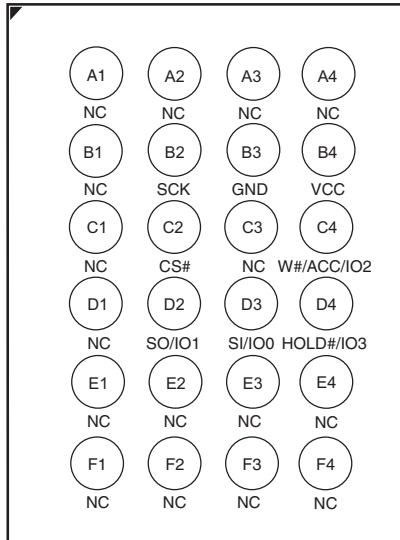 A1 A2 A3 A4
NC NC NC NC
B1 B2 B3 B4
NC SCK GND VCC
C1 C2 C3 C4
NC CS# NC W#/ACC/IO2
D1 D2 D3 D4
NC SO/IO1 SI/IO0 HOLD#/IO3
E1 E2 E3 E4
NC NC NC NC
F1 F2 F3 F4
NC NC NC NC